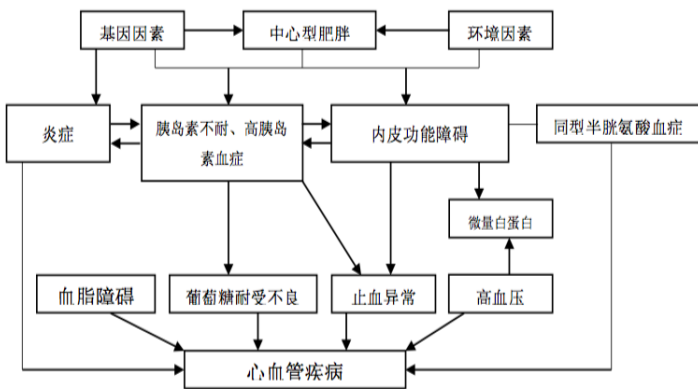 基因因素
中心型肥胖
环境因素
炎症
胰岛素不耐、高胰岛
素血症
内皮功能障碍
同型半胱氨酸血症
微量白蛋白
血脂障碍
葡萄糖耐受不良
止血异常
高血压
心血管疾病